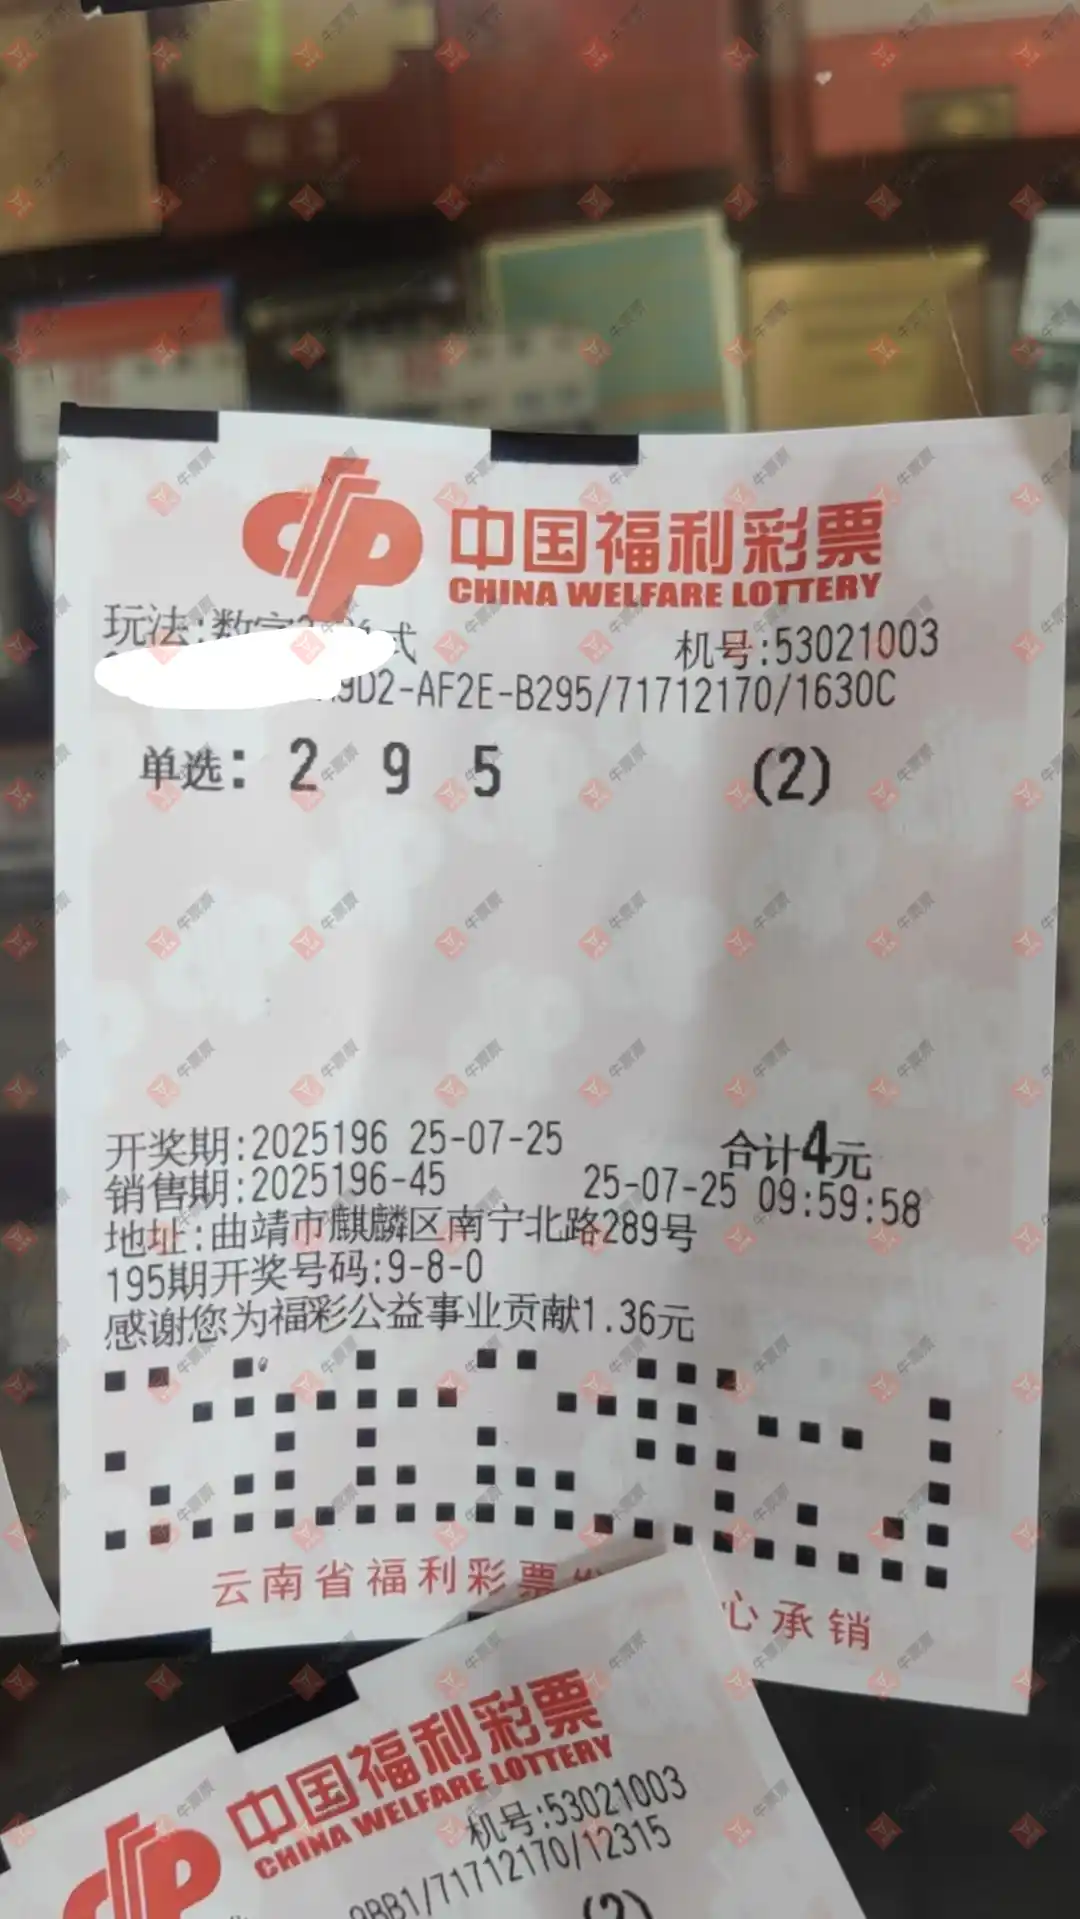 中国福利彩票
CHINA WELFARE LOTTERY
玩法:数字 式
机号:53021003
9D2-AF2E-B295/71712170/1630C
单选: 2 9 5 (2)
开奖期:2025196 25-07-25
合计4元
销售期:2025196-45 25-07-25 09:59:58
地址:曲靖市麒麟区南宁北路289号
195期开奖号码:9-8-0
感谢您为福彩公益事业贡献1.36元
云南省福利彩票 心承销
中国福利彩票
CHINA WELFARE LOTTERY
机号:53021003
9BB1/71712170/12315
(2)
牛票票